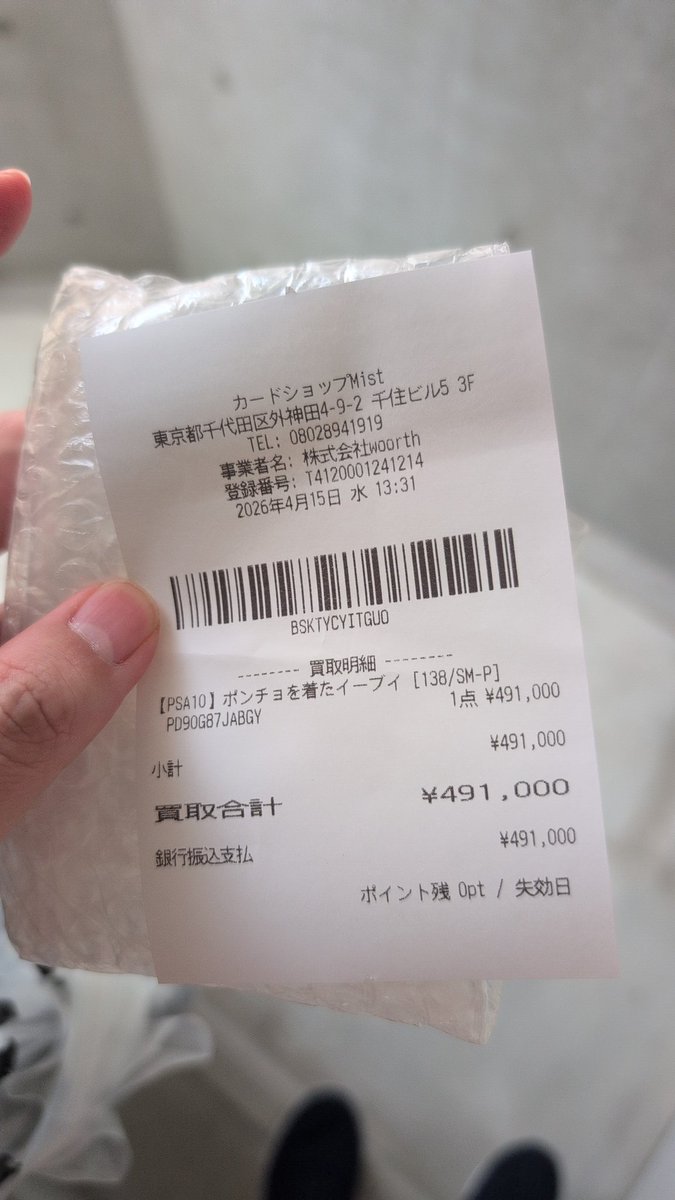 カードショップMist
東京都千代田区外神田4-9-2 千住ビル5 3F
TEL: 08028941919
事業者名: 株式会社woorth
登録番号: T4120001241214
2026年4月15日 水 13:31
BSKTYCYITGUO
-------- 買取明細 --------
【PSA10】ポンチョを着たイーブイ [138/SM-P]
PD90G87JABGY 1点 ¥491,000
小計 ¥491,000
買取合計 ¥491,000
銀行振込支払 ¥491,000
ポイント残 0pt / 失効日